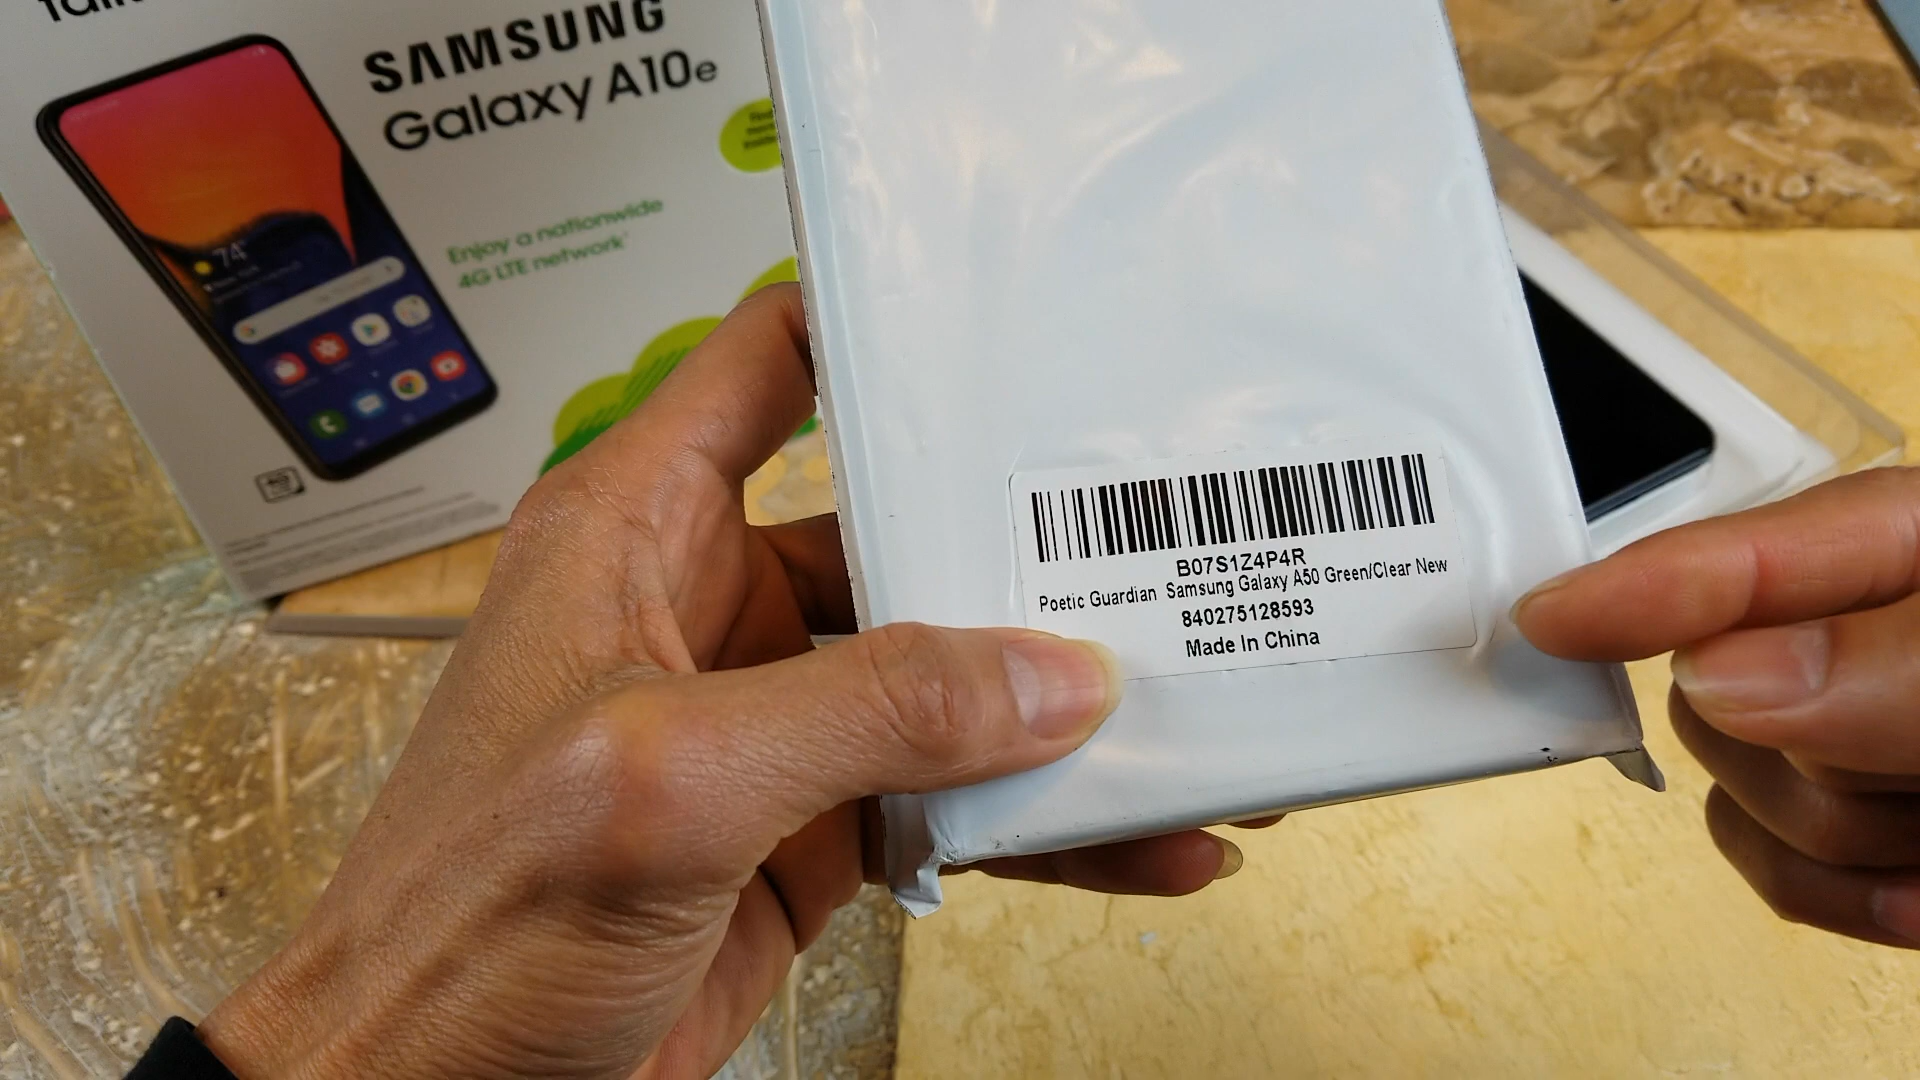 SAMSUNG
Galaxy A10e
Enjoy a nationwide
4G LTE network
74°
B07S1Z4P4R
Poetic Guardian Samsung Galaxy A50 Green/Clear New
840275128593
Made In China